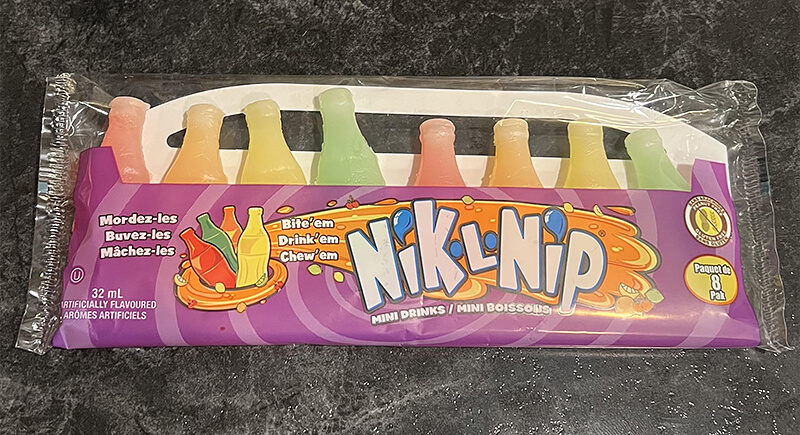 Mordez-les
Buvez-les
Mâchez-les
Bite'em
Drink'em
Chew'em
NiK·L·NiP®
MINI DRINKS / MINI BOISSONS
Paquet de
8
Pak
U
32 mL
ARTIFICIALLY FLAVOURED
ARÔMES ARTIFICIELS